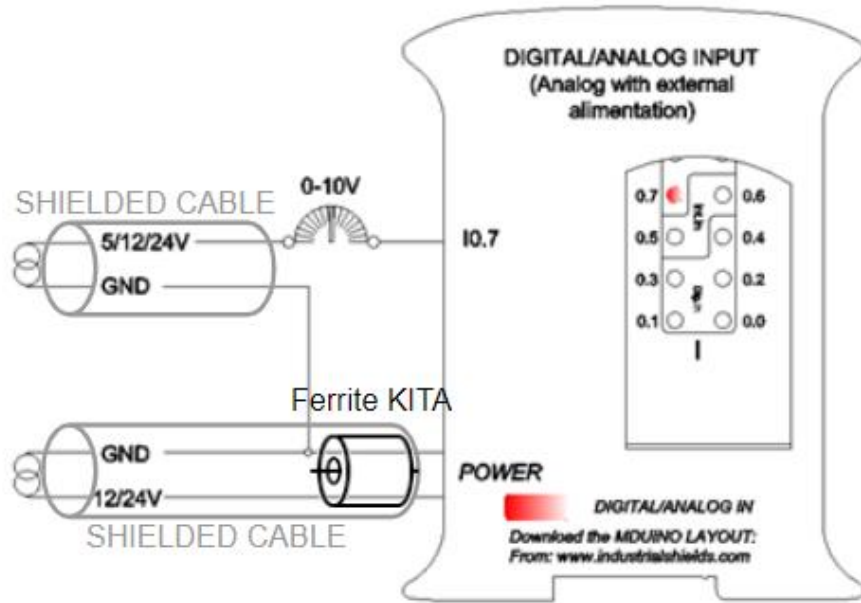 DIGITAL/ANALOG INPUT
(Analog with external
alimentation)
SHIELDED CABLE
0-10V
5/12/24V
I0.7
GND
0.7
0.6
0.5
0.4
0.3
0.2
0.1
0.0
I
Ferrite KITA
GND
12/24V
SHIELDED CABLE
POWER
DIGITAL/ANALOG IN
Download the MDUINO LAYOUT:
From: www.industrialshields.com